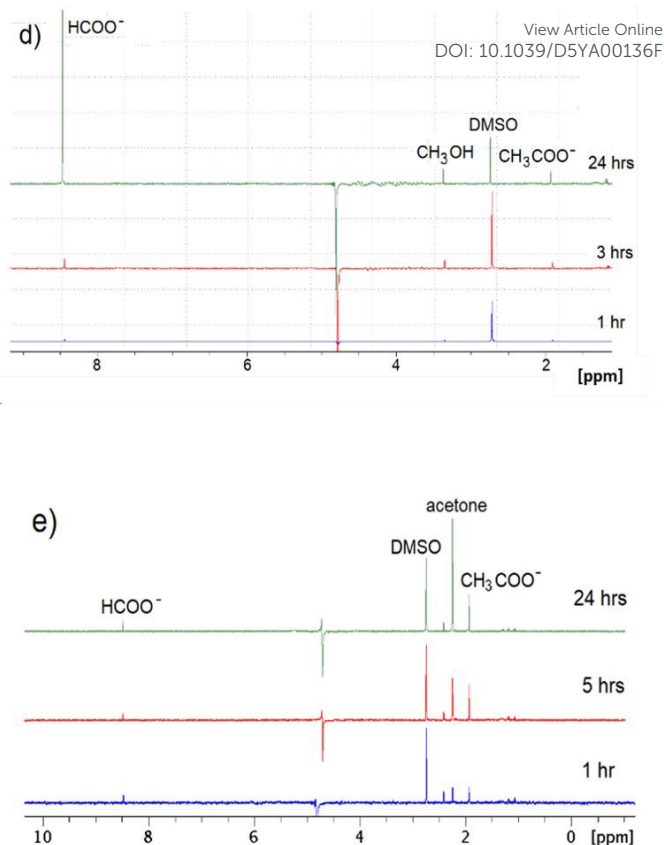 View Article Online
DOI: 10.1039/D5YA00136F
d)
HCOO⁻
DMSO
CH₃OH
CH₃COO⁻
24 hrs
3 hrs
1 hr
8 6 4 2
[ppm]
e)
acetone
DMSO
CH₃COO⁻
HCOO⁻
24 hrs
5 hrs
1 hr
10 8 6 4 2 0 [ppm]